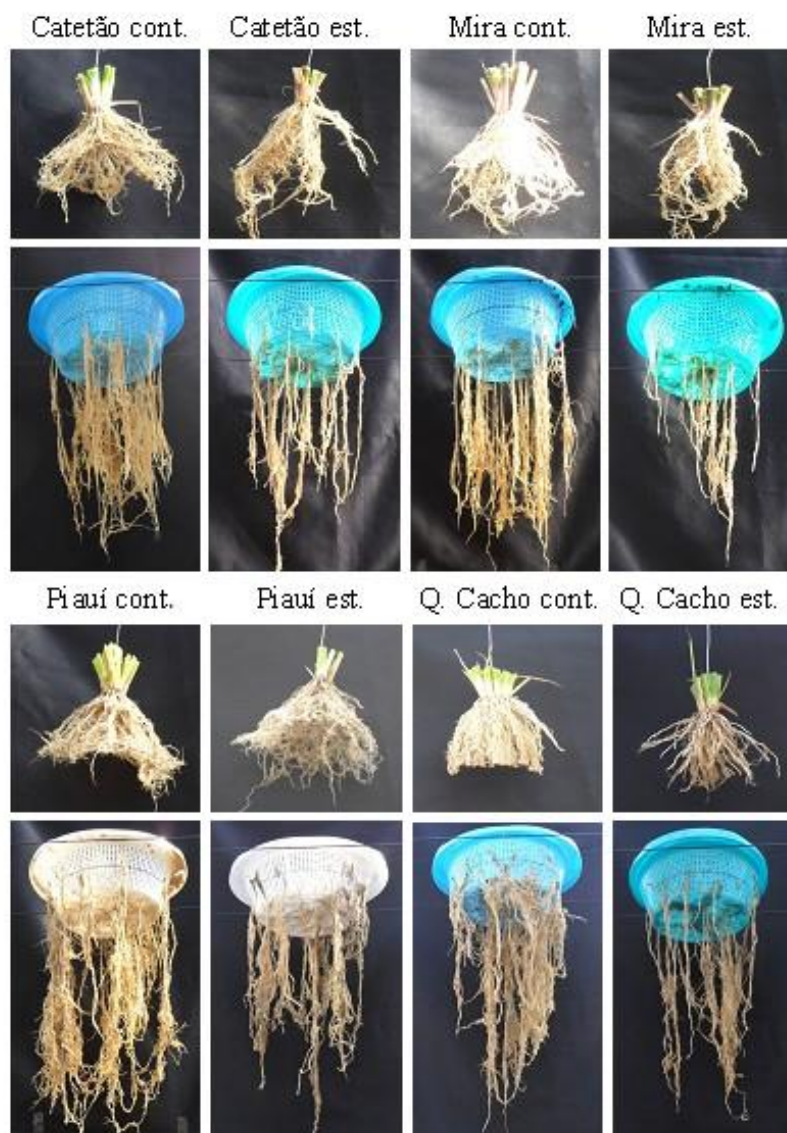 Catetão cont. Catetão est. Mira cont. Mira est.
Piauí cont. Piauí est. Q. Cacho cont. Q. Cacho est.